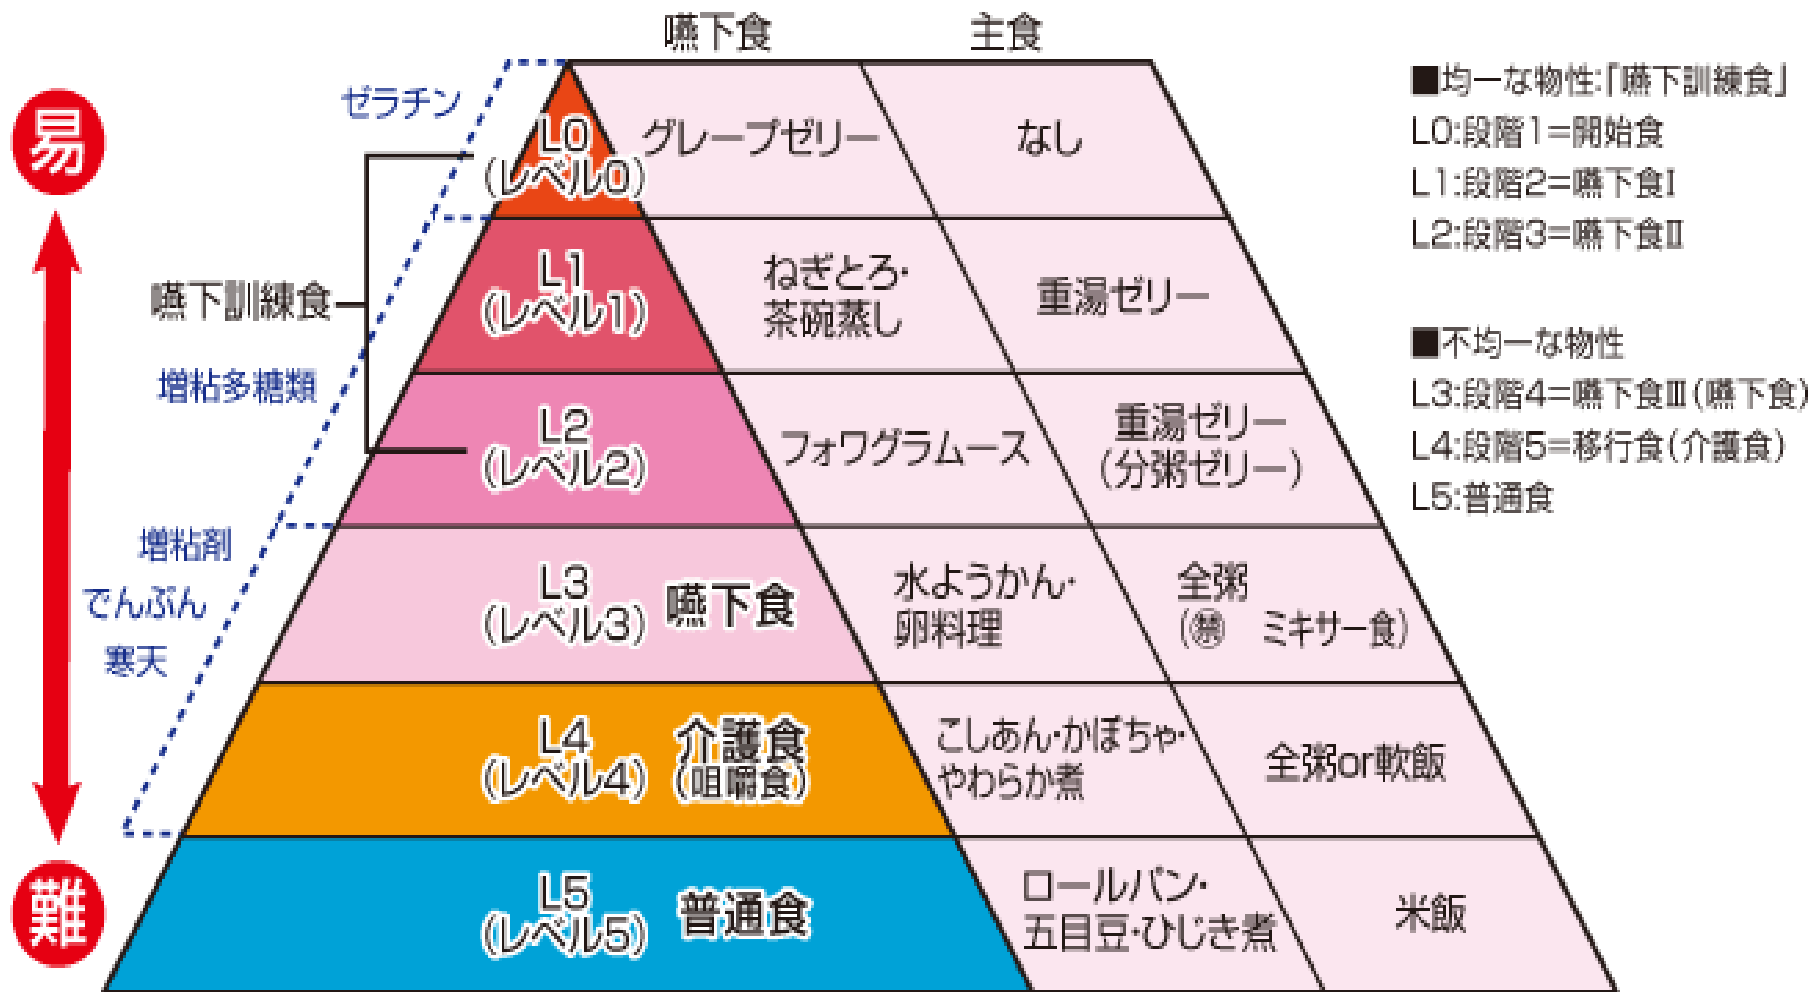 嚥下食 主食
易
ゼラチン
L0
(レベル0)
グレープゼリー
なし
嚥下訓練食
L1
(レベル1)
ねぎとろ・
茶碗蒸し
重湯ゼリー
増粘多糖類
L2
(レベル2)
フォワグラムース
重湯ゼリー
(分粥ゼリー)
増粘剤
でんぷん
寒天
L3
(レベル3)
嚥下食
水ようかん・
卵料理
全粥
(㊝ ミキサー食)
L4
(レベル4)
介護食
(咀嚼食)
こしあん・かぼちゃ・
やわらか煮
全粥or軟飯
難
L5
(レベル5)
普通食
ロールパン・
五目豆・ひじき煮
米飯
■均一な物性:「嚥下訓練食」
L0:段階1=開始食
L1:段階2=嚥下食Ⅰ
L2:段階3=嚥下食Ⅱ
■不均一な物性
L3:段階4=嚥下食Ⅲ(嚥下食)
L4:段階5=移行食(介護食)
L5:普通食